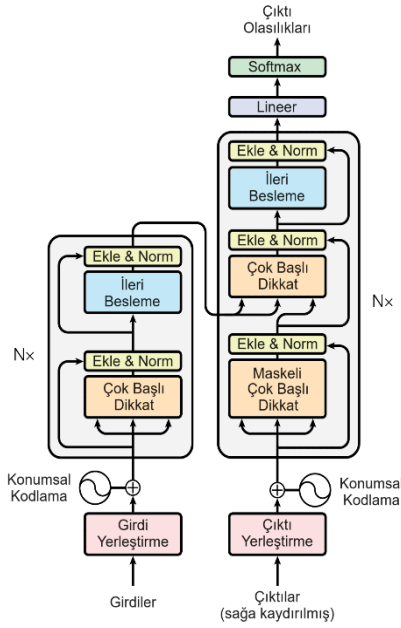 Çıktı
Olasılıkları
Softmax
Lineer
Ekle & Norm
İleri
Besleme
Ekle & Norm
Çok Başlı
Dikkat
Ekle & Norm
Maskeli
Çok Başlı
Dikkat
Nx
Ekle & Norm
İleri
Besleme
Nx
Ekle & Norm
Çok Başlı
Dikkat
Konumsal
Kodlama
Konumsal
Kodlama
Girdi
Yerleştirme
Çıktı
Yerleştirme
Girdiler
Çıktılar
(sağa kaydırılmış)